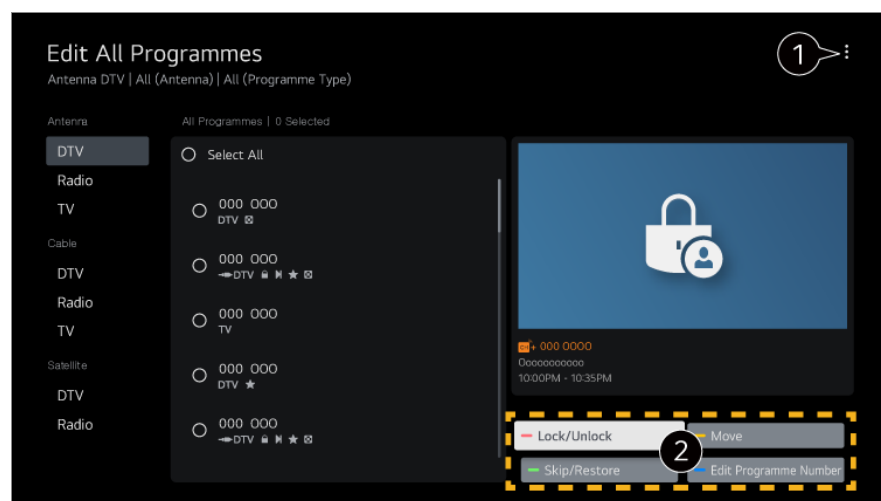 Edit All Programmes
Antenna DTV | All (Antenna) | All (Programme Type)
1
Antenna
DTV
Radio
TV
Cable
DTV
Radio
TV
Satellite
DTV
Radio
All Programmes | 0 Selected
Select All
000 000
DTV
000 000
DTV
000 000
TV
000 000
DTV
000 000
DTV
CH + 000 0000
Ooooooooooo
10:00PM - 10:35PM
Lock/Unlock
Move
2
Skip/Restore
Edit Programme Number